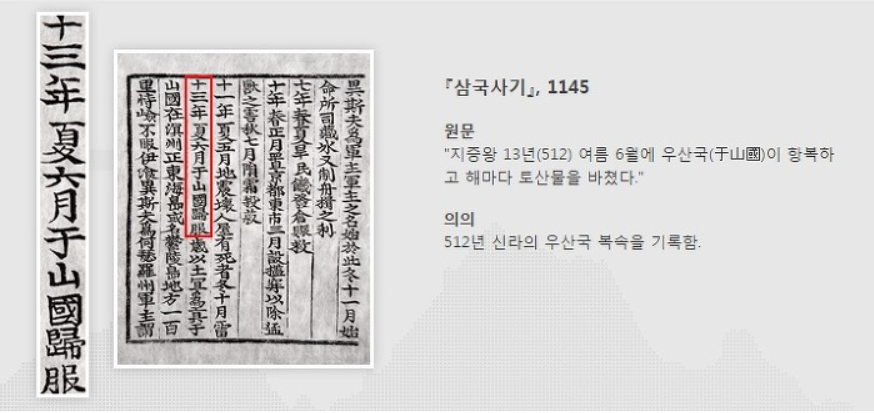 十三年夏六月于山國歸服
異斯夫爲軍主軍主之名始於此冬十一月始
命所司藏氷又制舟楫之利
七年春夏旱民饑發倉賑救
十年春正月置京都東市三月設檻穽以除猛
獸之害秋七月隕霜殺菽
十一年夏五月地震壞人屋有死者冬十月雷
十三年夏六月于山國歸服歲以土宜爲貢于
山國在溟州正東海島或名鬱陵島地方一百
里恃嶮不服伊飡異斯夫爲何瑟羅州軍主謂
『삼국사기』, 1145
원문
"지증왕 13년(512) 여름 6월에 우산국(于山國)이 항복하
고 해마다 토산물을 바쳤다."
의의
512년 신라의 우산국 복속을 기록함.